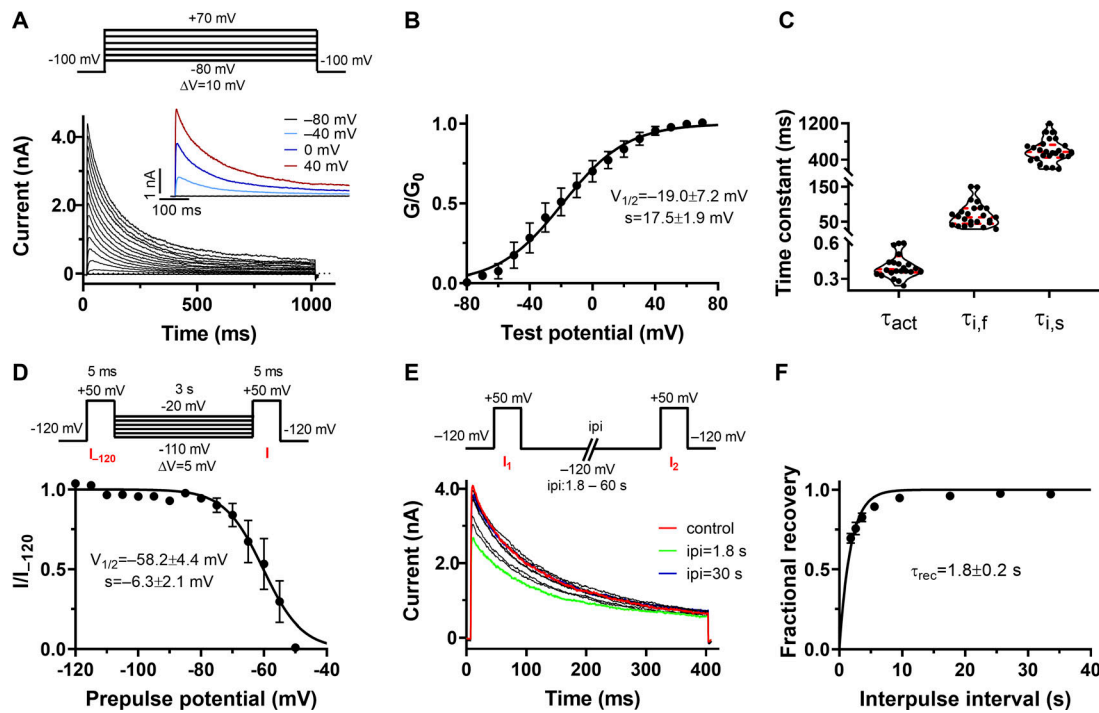 A
+70 mV
-100 mV
-100 mV
-80 mV
ΔV=10 mV
Current (nA)
4.0
2.0
0
0
500
1000
Time (ms)
−80 mV
−40 mV
0 mV
40 mV
1 nA
100 ms
B
G/G0
1.0
0.5
0.0
V1/2=−19.0±7.2 mV
s=17.5±1.9 mV
-80
-40
0
40
80
Test potential (mV)
C
Time constant (ms)
1200
400
150
50
0.6
0.3
τact
τi,f
τi,s
D
5 ms
+50 mV
3 s
-20 mV
5 ms
+50 mV
-120 mV
-120 mV
I–120
-110 mV
I
ΔV=5 mV
I/I–120
1.0
0.5
0.0
V1/2=−58.2±4.4 mV
s=−6.3±2.1 mV
-120
-100
-80
-60
-40
Prepulse potential (mV)
E
+50 mV
+50 mV
ipi
−120 mV
−120 mV
I1
−120 mV
I2
ipi:1.8 – 60 s
Current (nA)
4.0
2.0
0.0
control
ipi=1.8 s
ipi=30 s
0
100
200
300
400
Time (ms)
F
Fractional recovery
1.0
0.5
0.0
τrec=1.8±0.2 s
0
10
20
30
40
Interpulse interval (s)